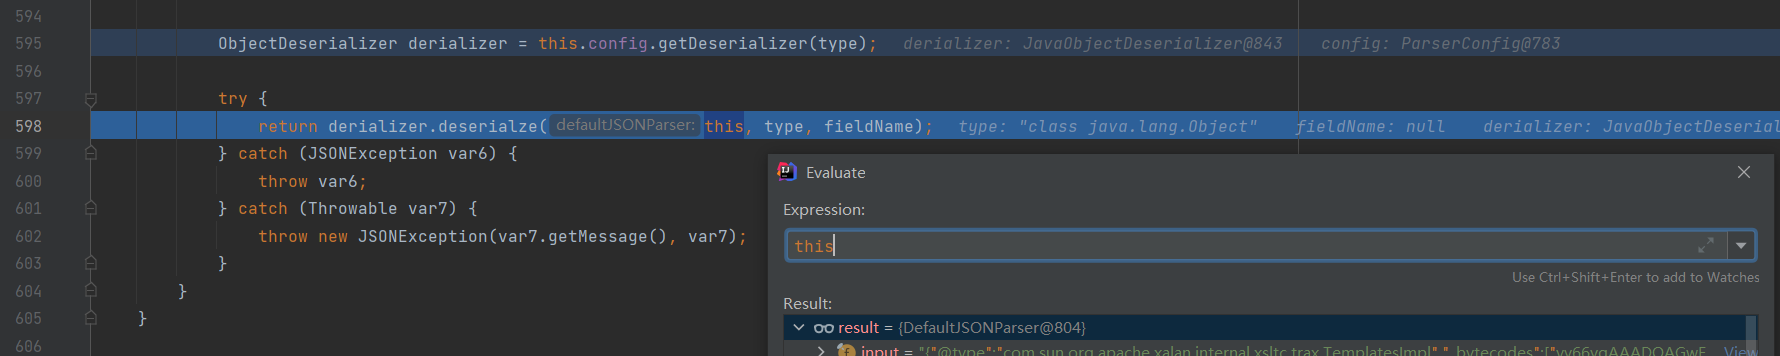 594
595 ObjectDeserializer derializer = this.config.getDeserializer(type); derializer: JavaObjectDeserializer@843 config: ParserConfig@783
596
597 try {
598 return derializer.deserialze( defaultJSONParser: this, type, fieldName); type: "class java.lang.Object" fieldName: null derializer: JavaObjectDeserial
599 } catch (JSONException var6) {
600 throw var6;
601 } catch (Throwable var7) {
602 throw new JSONException(var7.getMessage(), var7);
603 }
604 }
605 }
606
Evaluate
Expression:
this
Use Ctrl+Shift+Enter to add to Watches
Result:
result = {DefaultJSONParser@804}
input = "{"@type":"com.sun.org.apache.xalan.internal.xsltc.trax.TemplatesImpl","_bytecodes":["yv66vgAAADQAGwE View